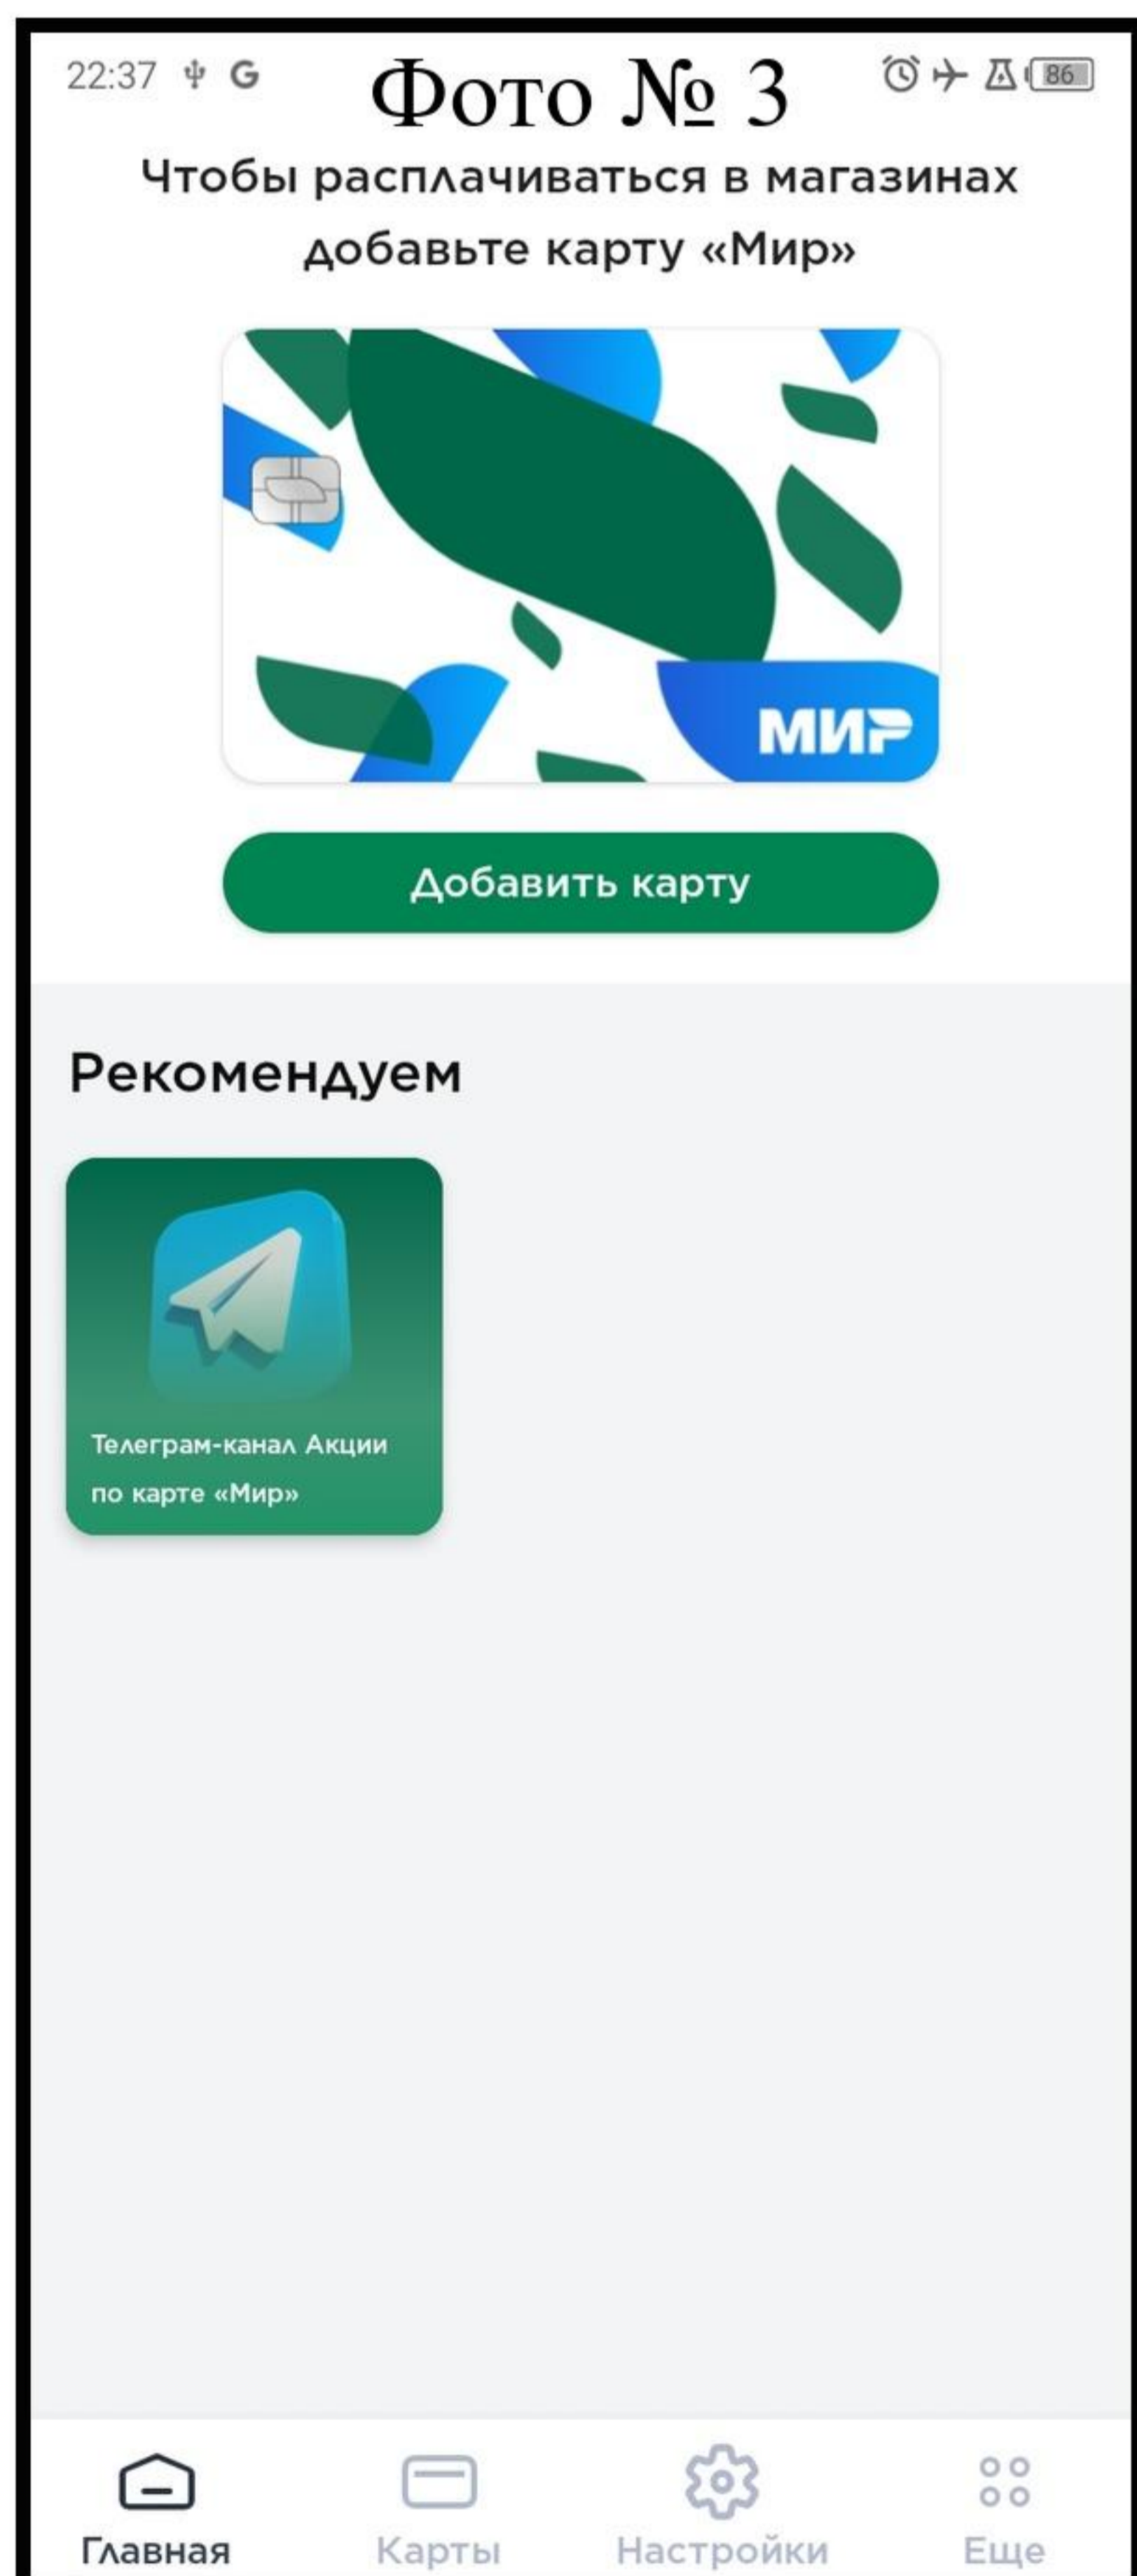 22:37 G Фото № 3 86
Чтобы расплачиваться в магазинах
добавьте карту «Мир»
МИР
Добавить карту
Рекомендуем
Телеграм-канал Акции
по карте «Мир»
Главная Карты Настройки Еще